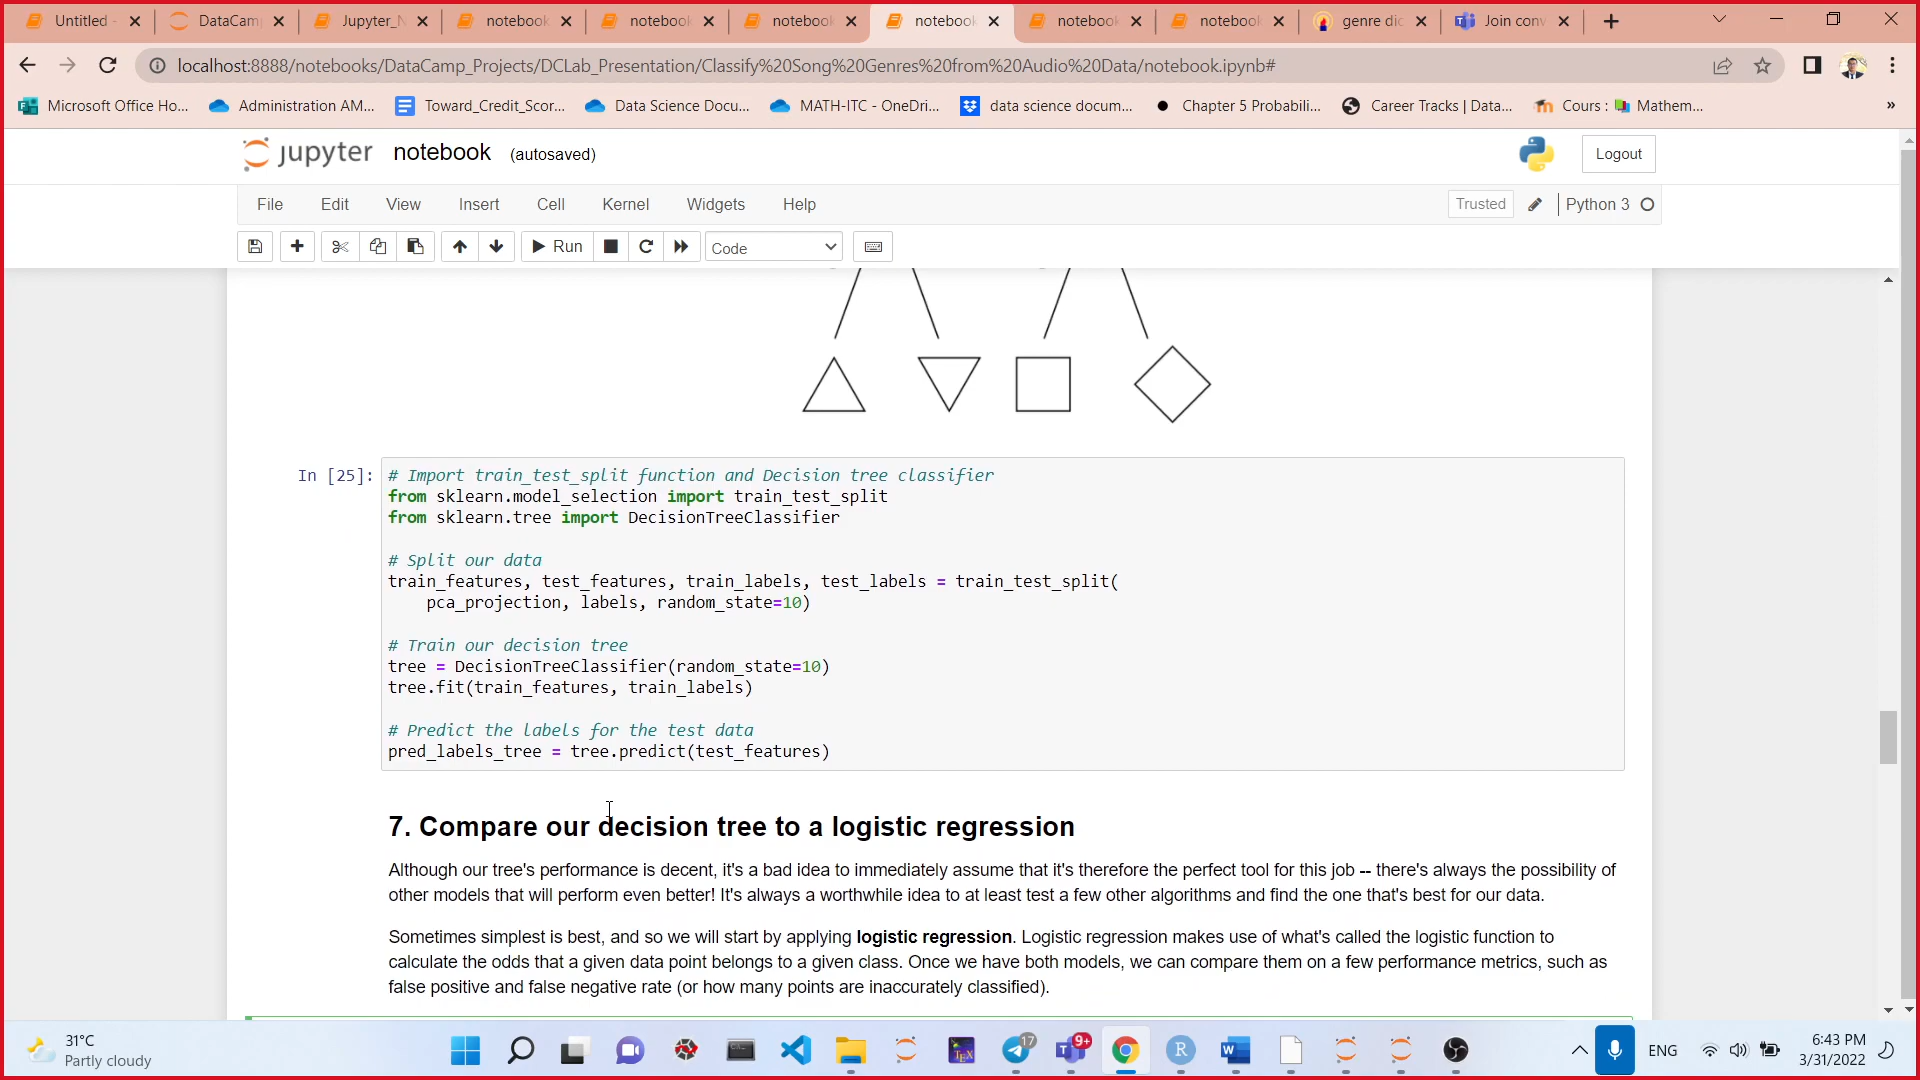 Untitled
DataCamp
Jupyter_N
notebook
notebook
notebook
notebook
notebook
notebook
genre dic
Join conv
localhost:8888/notebooks/DataCamp_Projects/DCLab_Presentation/Classify%20Song%20Genres%20from%20Audio%20Data/notebook.ipynb#
Microsoft Office Ho...
Administration AM...
Toward_Credit_Scor...
Data Science Docu...
MATH-ITC - OneDri...
data science docum...
Chapter 5 Probabili...
Career Tracks | Data...
Cours : Mathem...
»
jupyter notebook (autosaved)
Logout
File Edit View Insert Cell Kernel Widgets Help
Trusted
Python 3
Run
Code
In [25]:
# Import train_test_split function and Decision tree classifier
from sklearn.model_selection import train_test_split
from sklearn.tree import DecisionTreeClassifier
# Split our data
train_features, test_features, train_labels, test_labels = train_test_split(
pca_projection, labels, random_state=10)
# Train our decision tree
tree = DecisionTreeClassifier(random_state=10)
tree.fit(train_features, train_labels)
# Predict the labels for the test data
pred_labels_tree = tree.predict(test_features)
7. Compare our decision tree to a logistic regression
Although our tree's performance is decent, it's a bad idea to immediately assume that it's therefore the perfect tool for this job -- there's always the possibility of
other models that will perform even better! It's always a worthwhile idea to at least test a few other algorithms and find the one that's best for our data.
Sometimes simplest is best, and so we will start by applying logistic regression. Logistic regression makes use of what's called the logistic function to
calculate the odds that a given data point belongs to a given class. Once we have both models, we can compare them on a few performance metrics, such as
false positive and false negative rate (or how many points are inaccurately classified).
31°C
Partly cloudy
TEX
17
9+
R
W
ENG
6:43 PM
3/31/2022